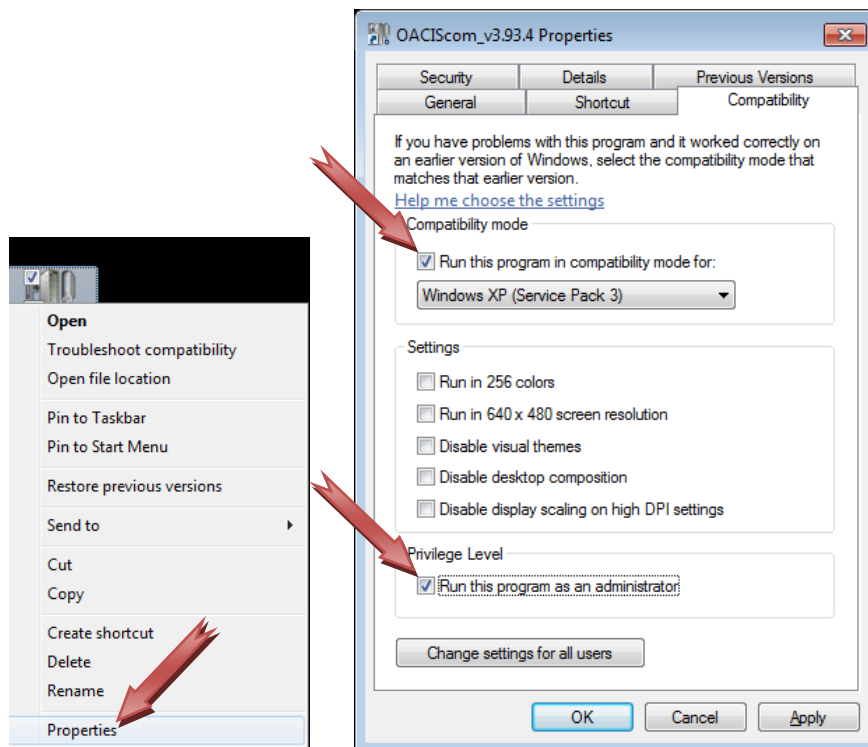 Open
Troubleshoot compatibility
Open file location
Pin to Taskbar
Pin to Start Menu
Restore previous versions
Send to
Cut
Copy
Create shortcut
Delete
Rename
Properties
OACIScom_v3.93.4 Properties
Security Details Previous Versions
General Shortcut Compatibility
If you have problems with this program and it worked correctly on
an earlier version of Windows, select the compatibility mode that
matches that earlier version.
Help me choose the settings
Compatibility mode
Run this program in compatibility mode for:
Windows XP (Service Pack 3)
Settings
Run in 256 colors
Run in 640 x 480 screen resolution
Disable visual themes
Disable desktop composition
Disable display scaling on high DPI settings
Privilege Level
Run this program as an administrator
Change settings for all users
OK Cancel Apply